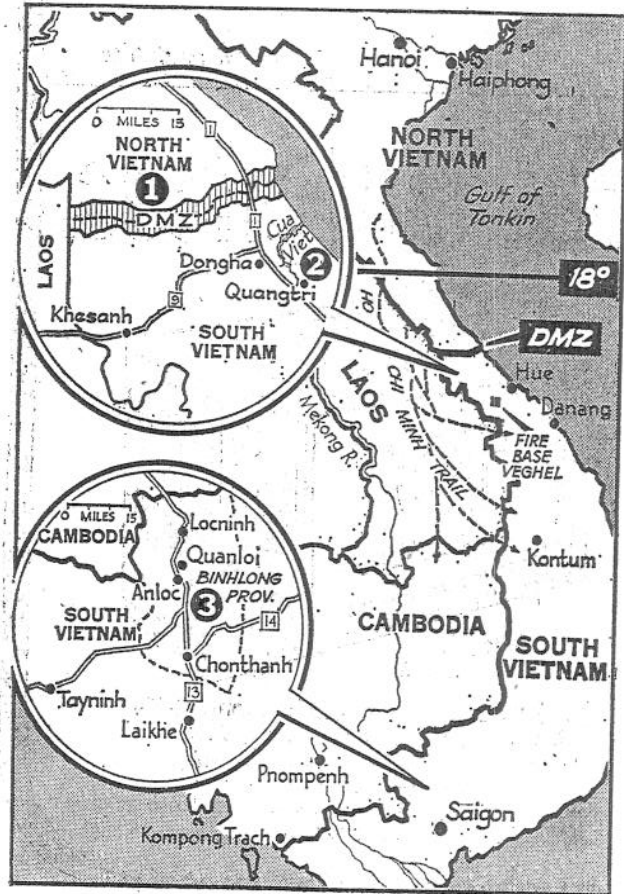 Hanoi
Haiphong
NORTH
VIETNAM
Gulf of
Tonkin
0 MILES 15
1
NORTH
VIETNAM
1
DMZ
1
LAOS
Cua
Viet
2
Dongha
Quangtri
9
Khesanh
SOUTH
VIETNAM
18°
DMZ
Hue
Danang
HO
CHI
MINH
TRAIL
LAOS
Mekong R.
FIRE
BASE
VEGHEL
Kontum
CAMBODIA
SOUTH
VIETNAM
0 MILES 15
CAMBODIA
Locninh
Quanloi
Anloc
BINHLONG
PROV.
3
SOUTH
VIETNAM
14
Chonthanh
Tayninh
13
Laikhe
Pnompenh
Saigon
Kompong Trach